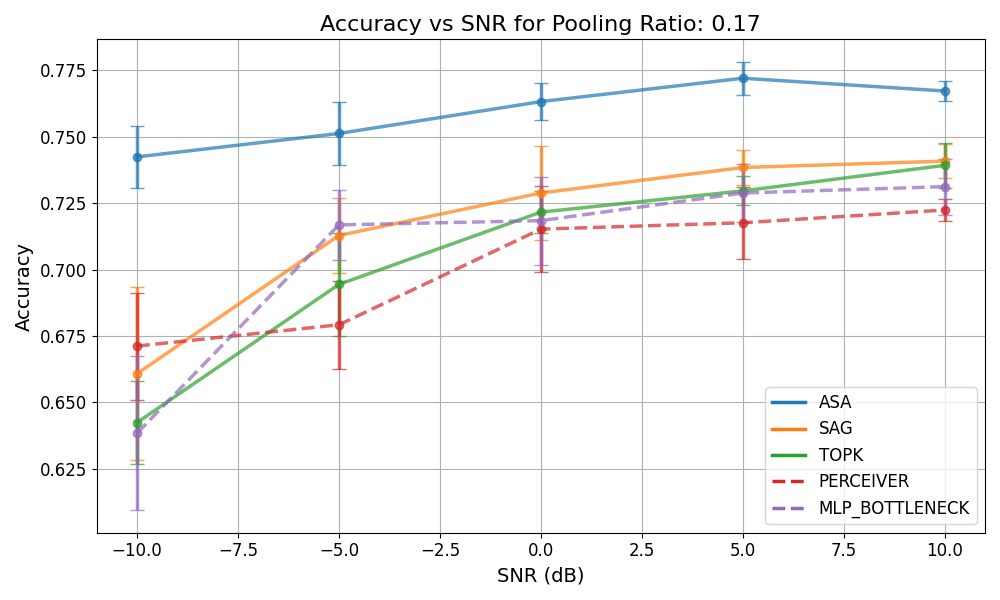 Accuracy vs SNR for Pooling Ratio: 0.17
Accuracy
0.775
0.750
0.725
0.700
0.675
0.650
0.625
ASA
SAG
TOPK
PERCEIVER
MLP_BOTTLENECK
−10.0 −7.5 −5.0 −2.5 0.0 2.5 5.0 7.5 10.0
SNR (dB)